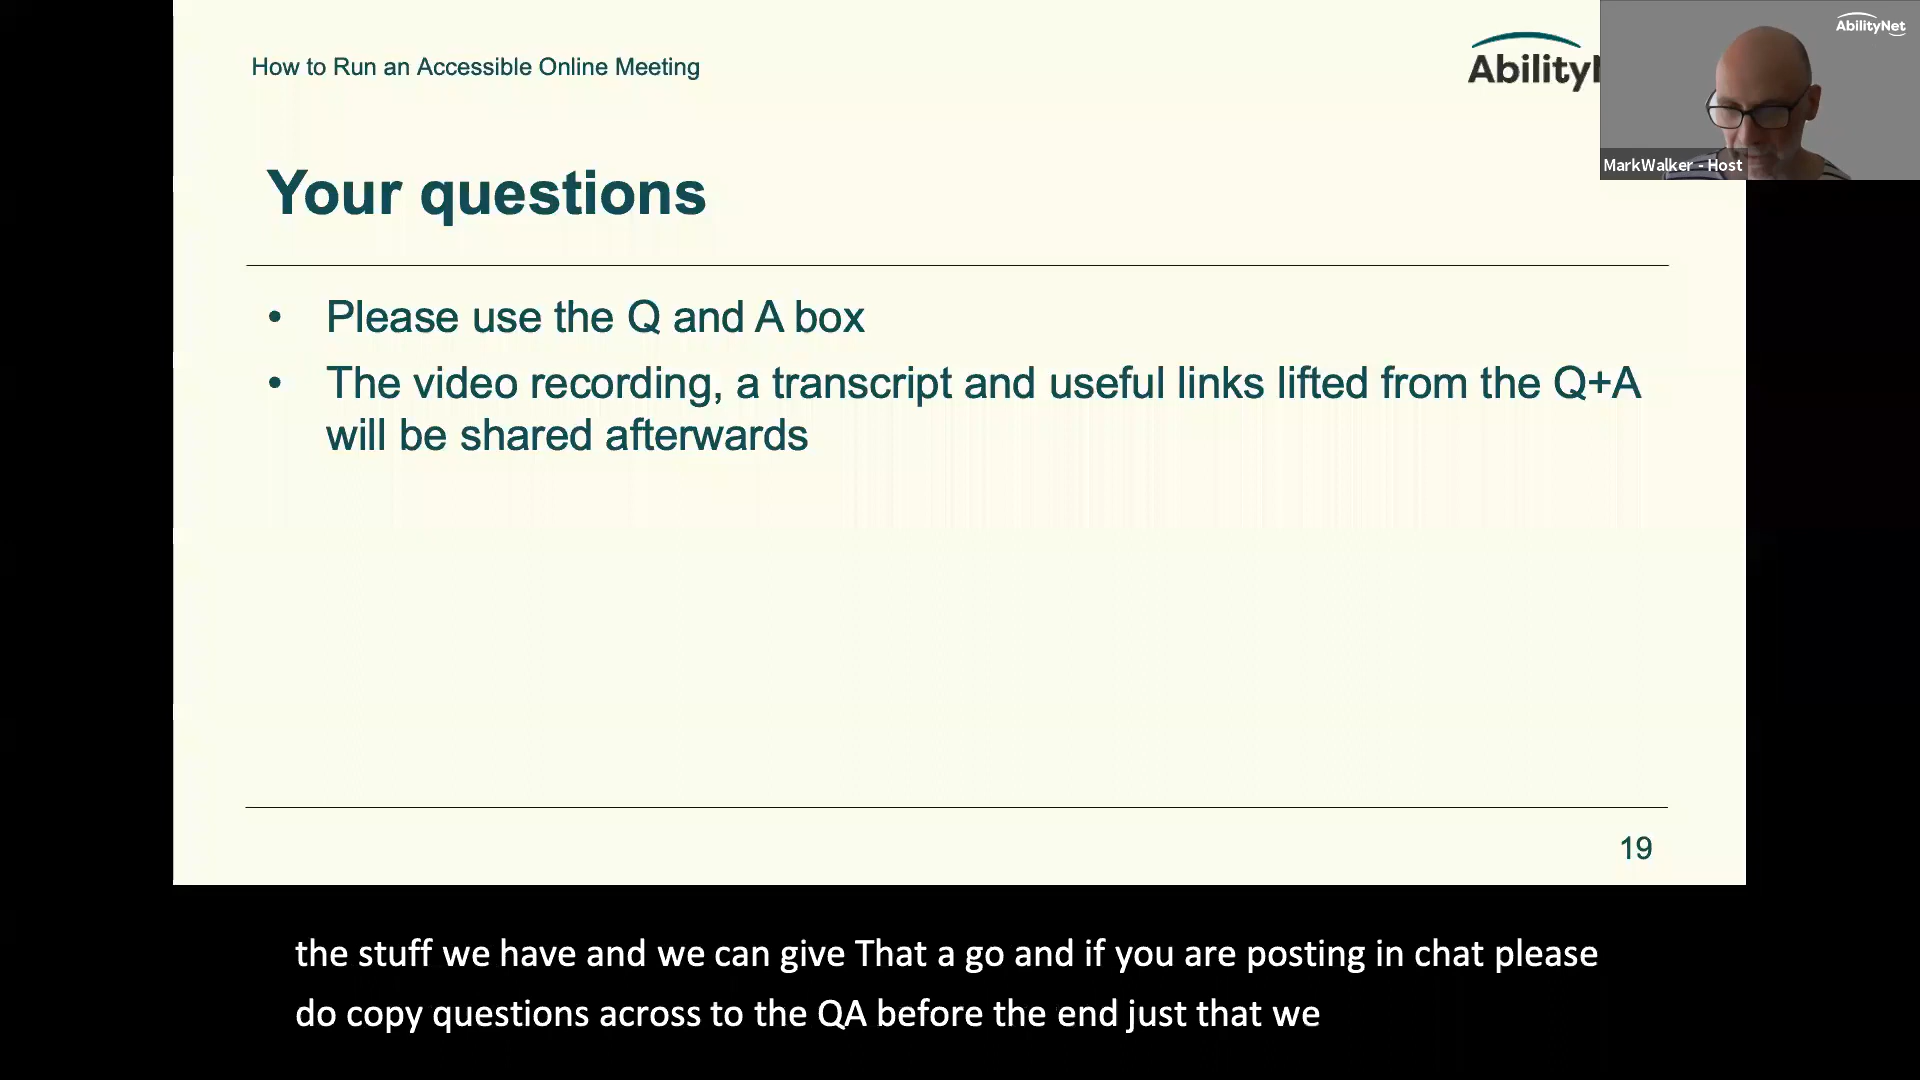 How to Run an Accessible Online Meeting
AbilityNet
MarkWalker - Host
Your questions
• Please use the Q and A box
• The video recording, a transcript and useful links lifted from the Q+A
will be shared afterwards
19
the stuff we have and we can give That a go and if you are posting in chat please
do copy questions across to the QA before the end just that we